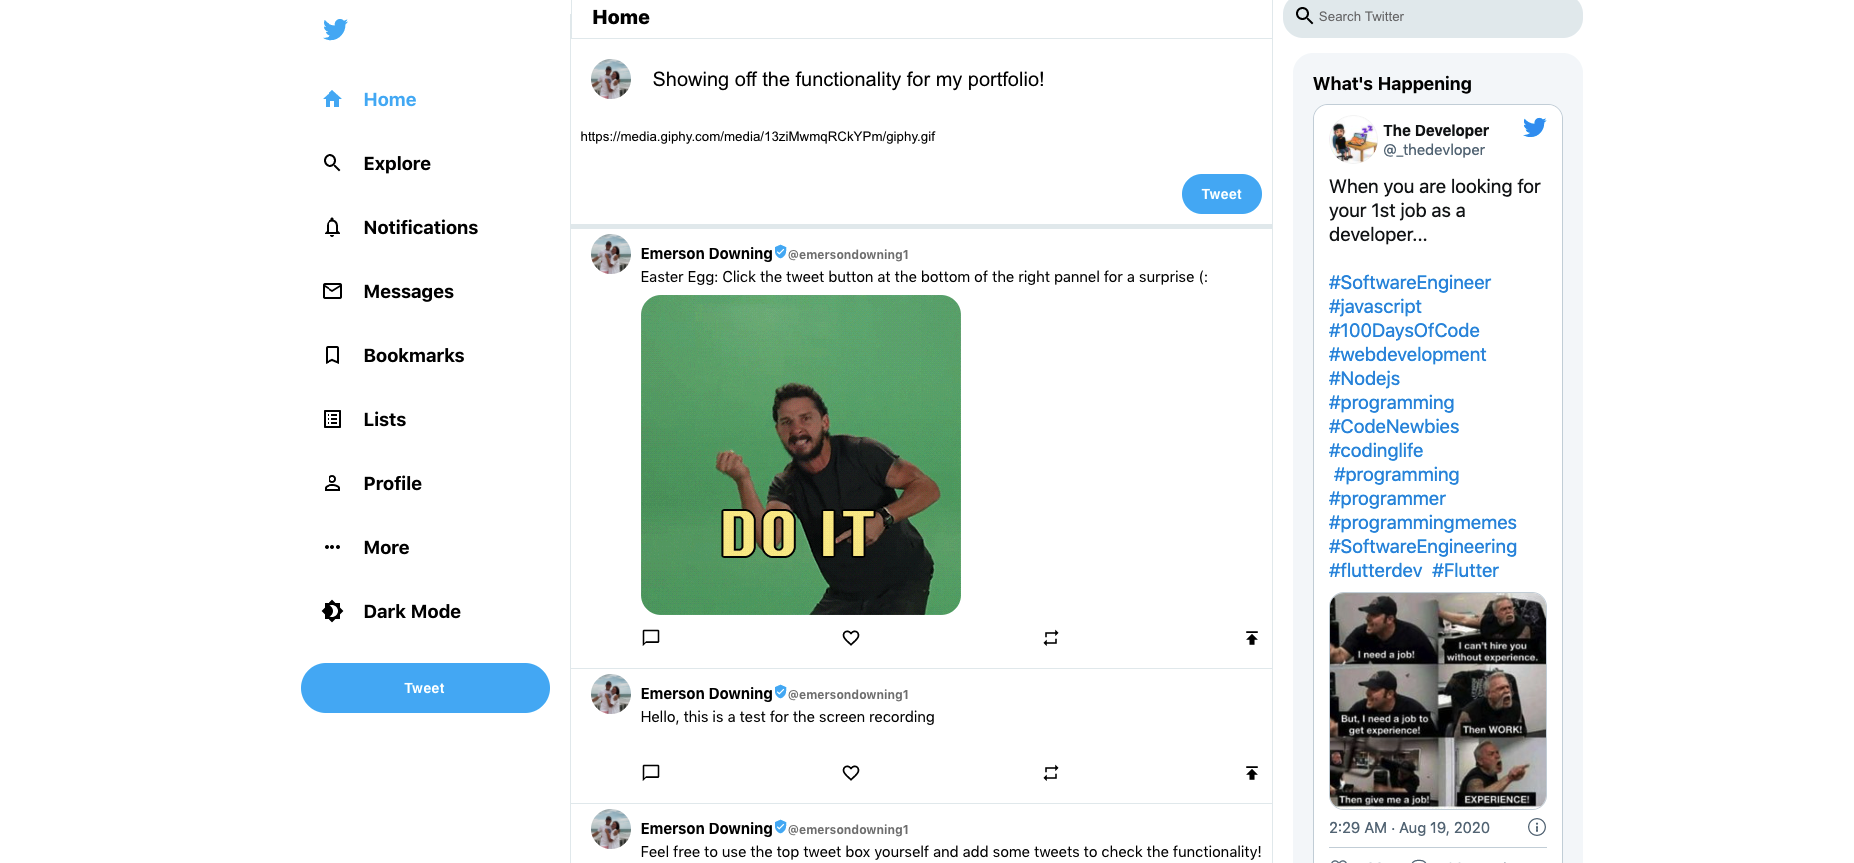 Home
Explore
Notifications
Messages
Bookmarks
Lists
Profile
More
Dark Mode
Tweet
Home
Showing off the functionality for my portfolio!
https://media.giphy.com/media/13ziMwmqRCkYPm/giphy.gif
Tweet
Emerson Downing @emersondowning1
Easter Egg: Click the tweet button at the bottom of the right pannel for a surprise (:
DO IT
Emerson Downing @emersondowning1
Hello, this is a test for the screen recording
Emerson Downing @emersondowning1
Feel free to use the top tweet box yourself and add some tweets to check the functionality!
Search Twitter
What's Happening
The Developer
@_thedevloper
When you are looking for
your 1st job as a
developer...
#SoftwareEngineer
#javascript
#100DaysOfCode
#webdevelopment
#Nodejs
#programming
#CodeNewbies
#codinglife
#programming
#programmer
#programmingmemes
#SoftwareEngineering
#flutterdev #Flutter
I need a job!
I can't hire you
without experience.
But, I need a job to
get experience!
Then WORK!
Then give me a job!
EXPERIENCE!
2:29 AM · Aug 19, 2020